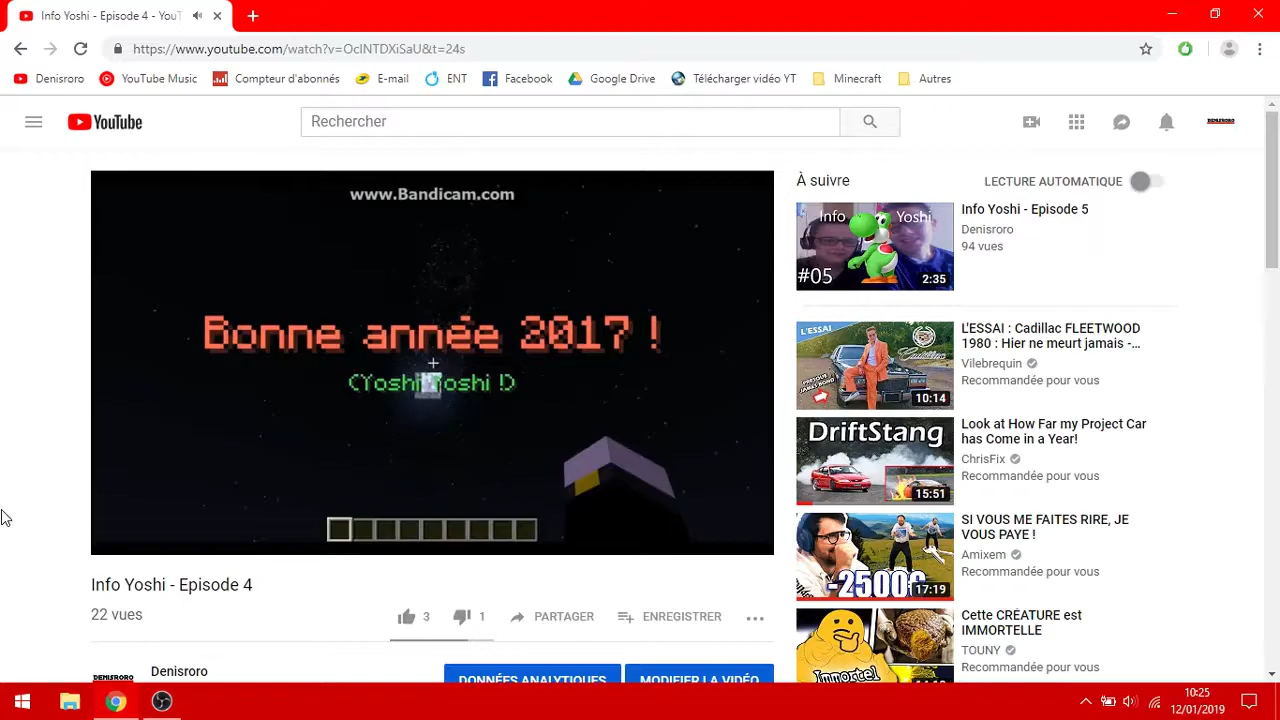 Info Yoshi - Episode 4 - YouT
https://www.youtube.com/watch?v=OcINTDXiSaU&t=24s
Denisroro YouTube Music Compteur d'abonnés E-mail ENT Facebook Google Drive Télécharger vidéo YT Minecraft Autres
YouTube
Rechercher
DENISRORO
www.Bandicam.com
Bonne année 2017 !
(Yoshi Yoshi !)
Info Yoshi - Episode 4
22 vues
3 1 PARTAGER ENREGISTRER
DENISRORO
Denisroro
DONNÉES ANALYTIQUES MODIFIER LA VIDÉO
À suivre LECTURE AUTOMATIQUE
Info Yoshi
#05 2:35
Info Yoshi - Episode 5
Denisroro
94 vues
L'ESSAI
Cadillac
10:14
L'ESSAI : Cadillac FLEETWOOD
1980 : Hier ne meurt jamais -...
Vilebrequin
Recommandée pour vous
DRIFTSTANG
15:51
Look at How Far my Project Car
has Come in a Year!
ChrisFix
Recommandée pour vous
-2500€
17:19
SI VOUS ME FAITES RIRE, JE
VOUS PAYE !
Amixem
Recommandée pour vous
Immortel
Cette CRÉATURE est
IMMORTELLE
TOUNY
Recommandée pour vous
10:25
12/01/2019